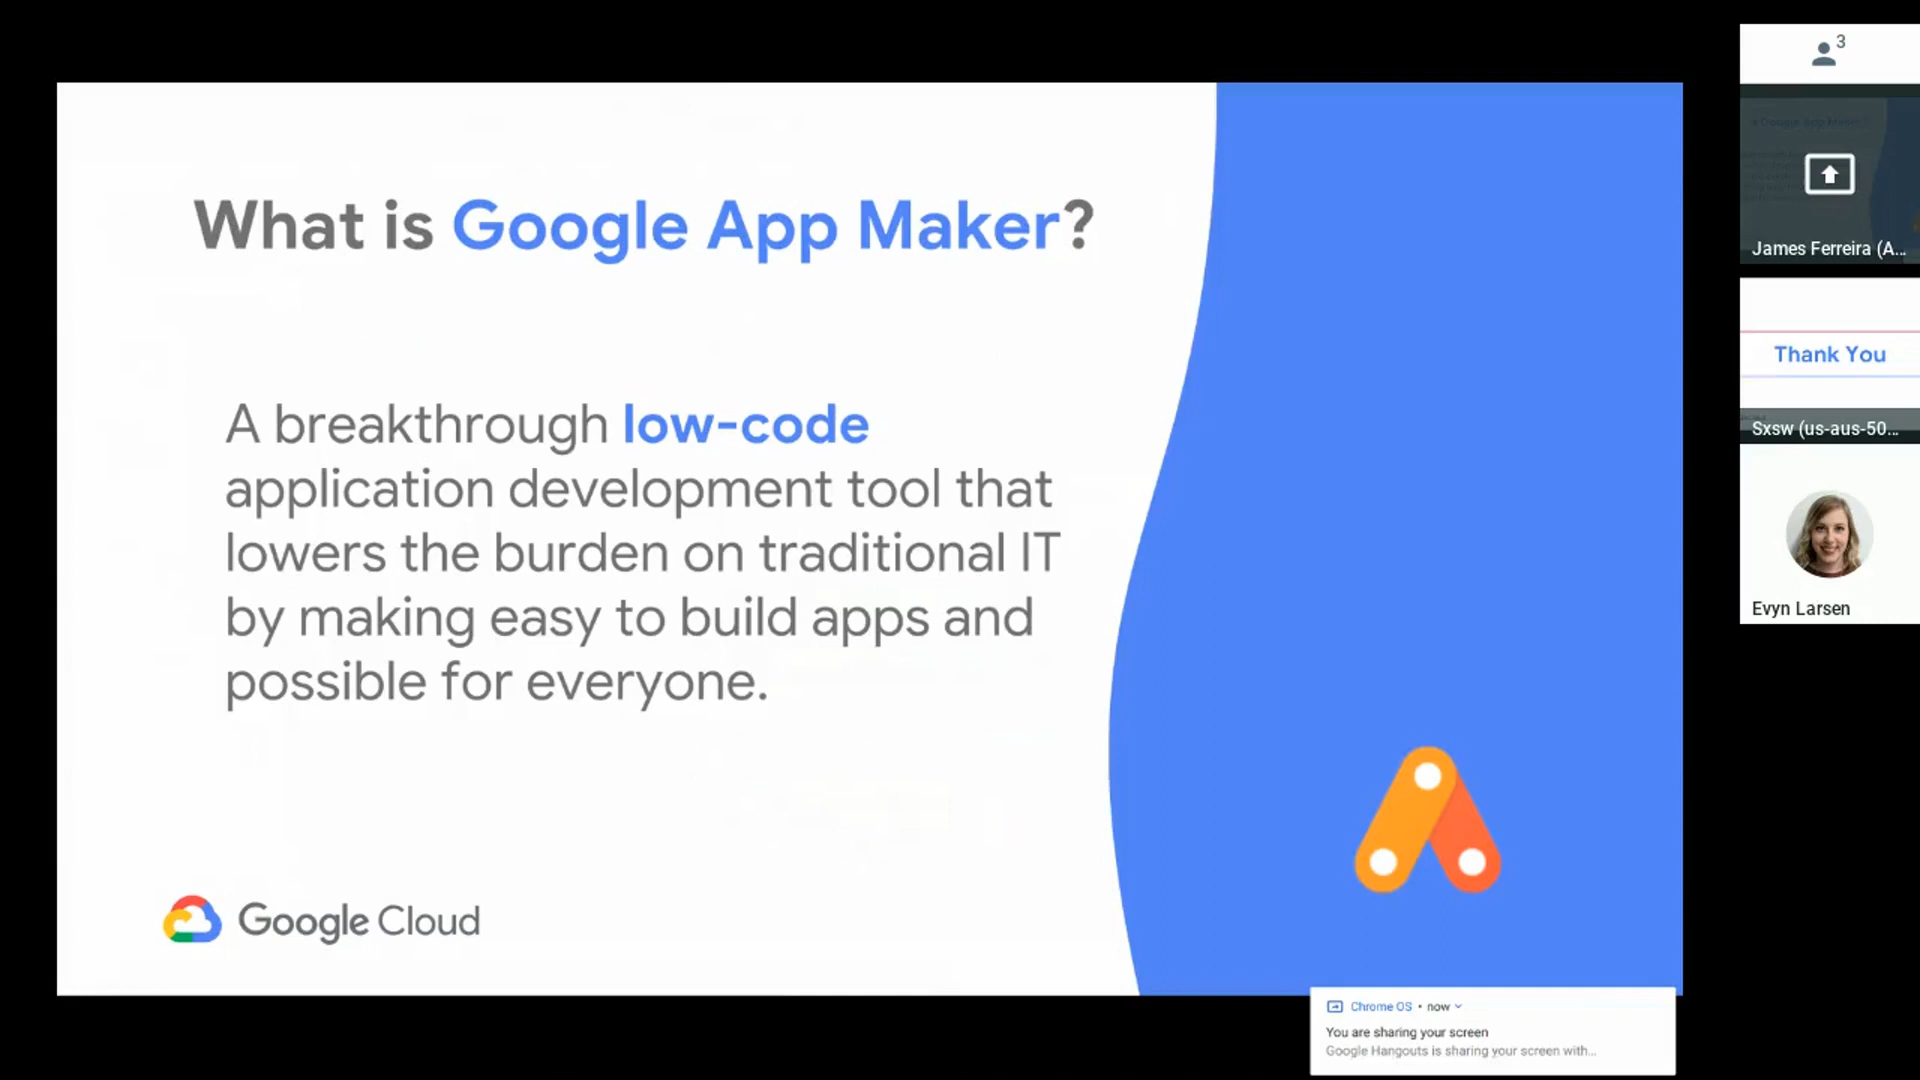 What is Google App Maker?
A breakthrough low-code
application development tool that
lowers the burden on traditional IT
by making easy to build apps and
possible for everyone.
Google Cloud
3
James Ferreira (A...
Thank You
Sxsw (us-aus-50...
Evyn Larsen
Chrome OS • now
You are sharing your screen
Google Hangouts is sharing your screen with...